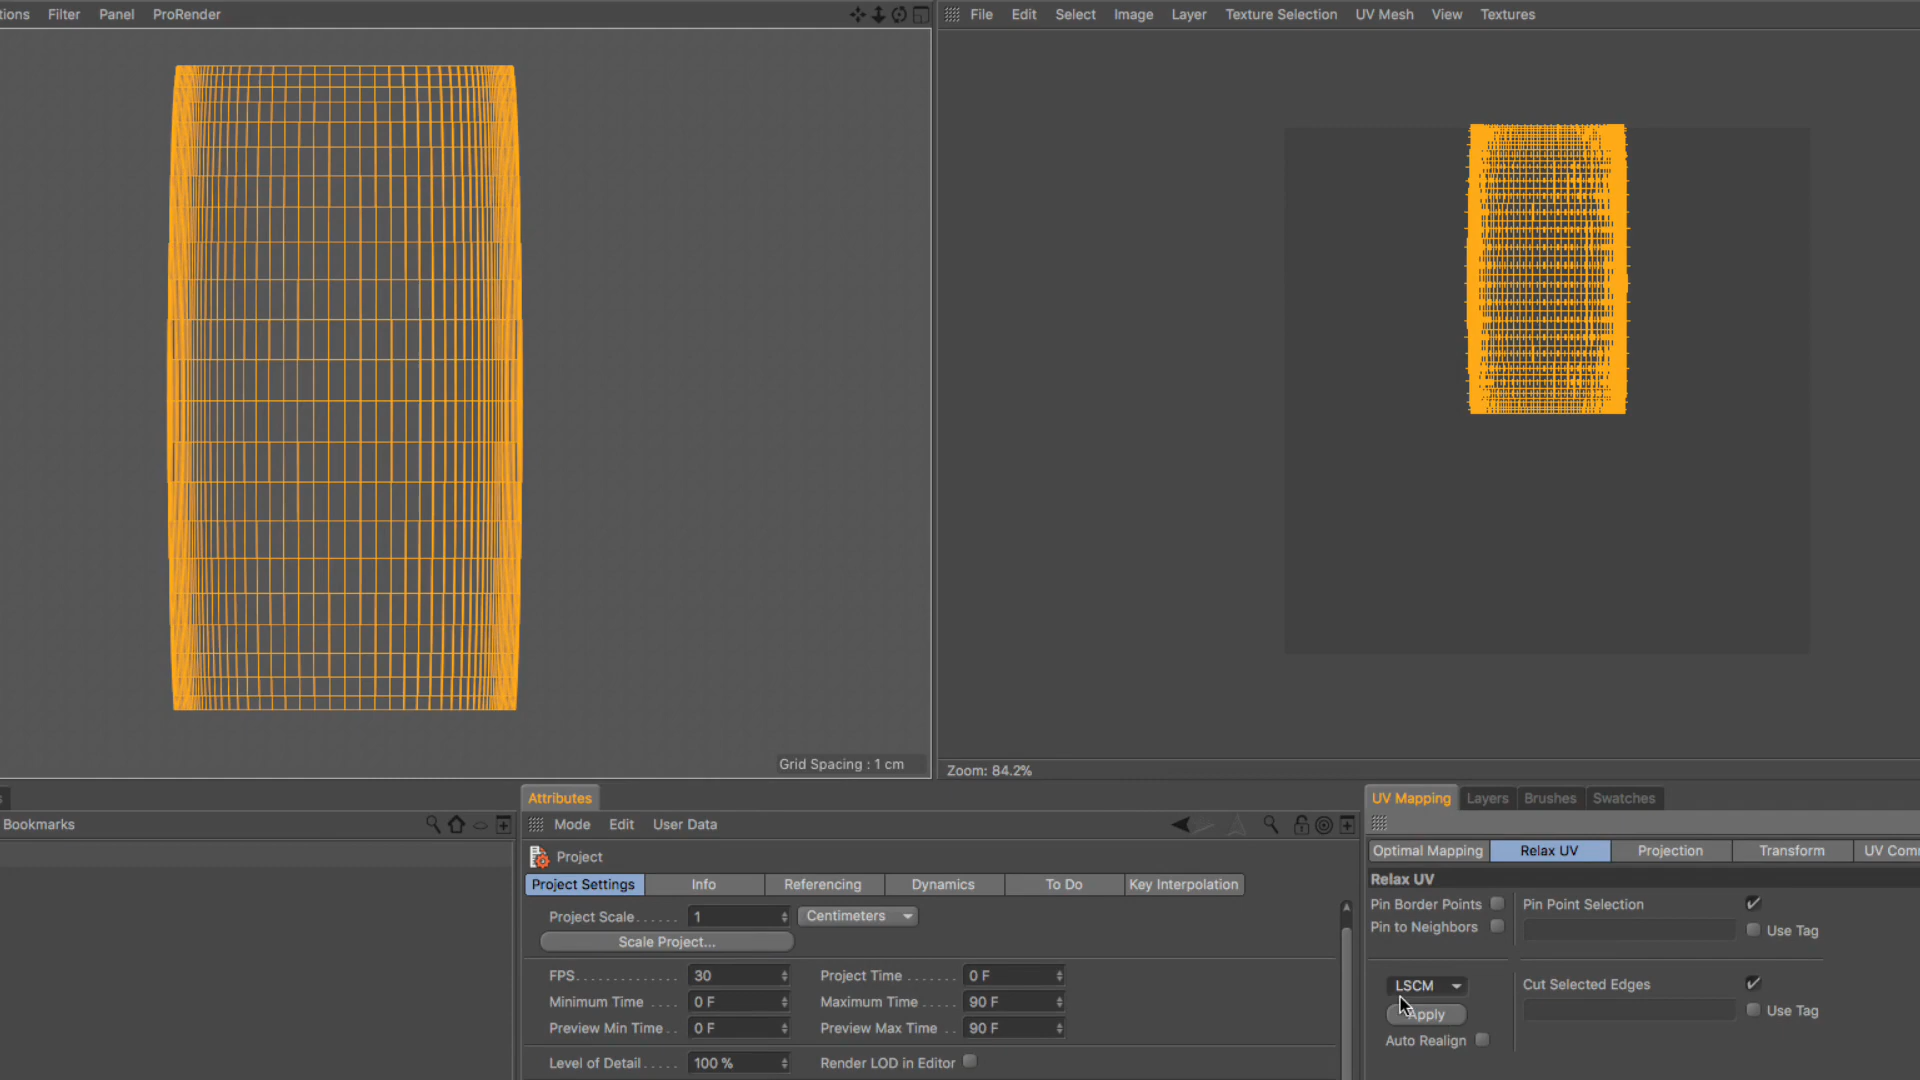 tions Filter Panel ProRender
File Edit Select Image Layer Texture Selection UV Mesh View Textures
Grid Spacing : 1 cm
Zoom: 84.2%
Bookmarks
Attributes
Mode Edit User Data
Project
Project Settings Info Referencing Dynamics To Do Key Interpolation
Project Scale 1 Centimeters
Scale Project...
FPS 30 Project Time 0 F
Minimum Time 0 F Maximum Time 90 F
Preview Min Time 0 F Preview Max Time 90 F
Level of Detail 100 % Render LOD in Editor
UV Mapping Layers Brushes Swatches
Optimal Mapping Relax UV Projection Transform UV Com
Relax UV
Pin Border Points Pin Point Selection
Pin to Neighbors Use Tag
LSCM Cut Selected Edges
Apply Use Tag
Auto Realign